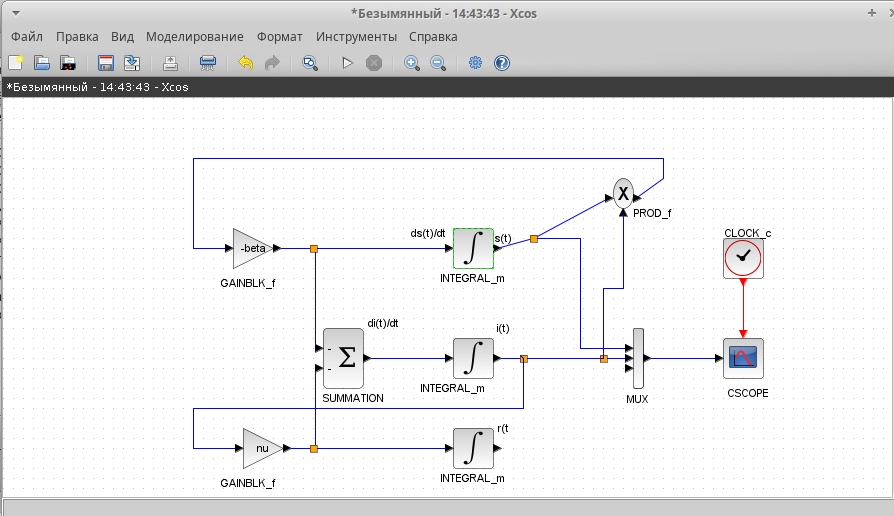 *Безымянный - 14:43:43 - Xcos
Файл Правка Вид Моделирование Формат Инструменты Справка
*Безымянный - 14:43:43 - Xcos
X
PROD_f
ds(t)/dt
s(t)
CLOCK_c
-beta
∫
GAINBLK_f
INTEGRAL_m
di(t)/dt
i(t)
-
Σ
-
∫
INTEGRAL_m
SUMMATION
MUX
CSCOPE
r(t
nu
∫
GAINBLK_f
INTEGRAL_m